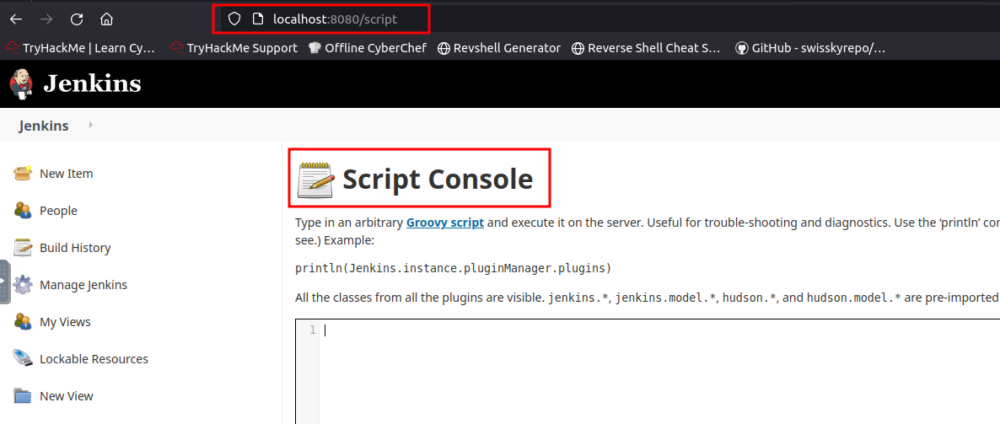 localhost:8080/script
TryHackMe | Learn Cy… TryHackMe Support Offline CyberChef Revshell Generator Reverse Shell Cheat S… GitHub - swisskyrepo/…
Jenkins
Jenkins
New Item
People
Build History
Manage Jenkins
My Views
Lockable Resources
New View
Script Console
Type in an arbitrary Groovy script and execute it on the server. Useful for trouble-shooting and diagnostics. Use the ‘println’ com
see.) Example:
println(Jenkins.instance.pluginManager.plugins)
All the classes from all the plugins are visible. jenkins.*, jenkins.model.*, hudson.*, and hudson.model.* are pre-imported
1